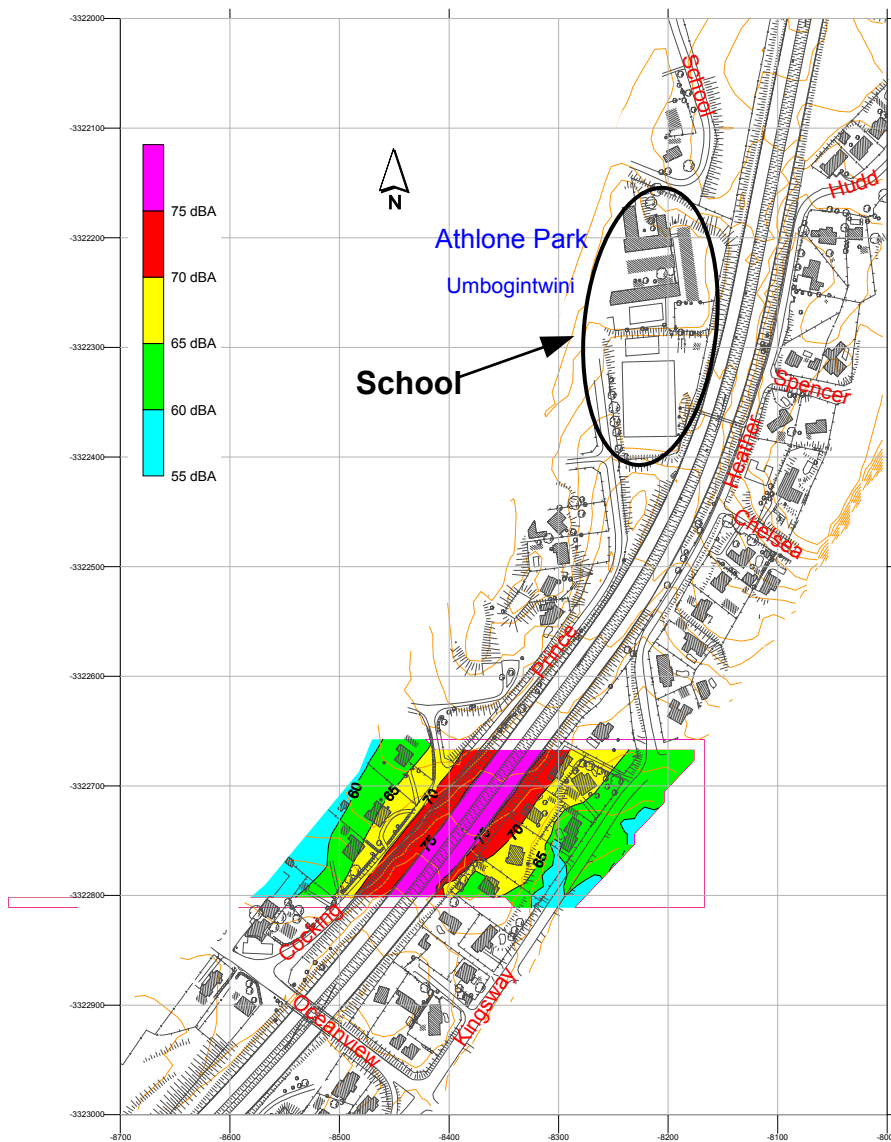 -3322000
-3322100
-3322200
-3322300
-3322400
-3322500
-3322600
-3322700
-3322800
-3322900
-3323000
75 dBA
70 dBA
65 dBA
60 dBA
55 dBA
N
Athlone Park
Umbogintwini
School
School
Hudd
Spencer
Heather
Chelsea
Prince
60
65
70
75
75
70
65
Cocking
Oceanview
Kingsway
-8700
-8600
-8500
-8400
-8300
-8200
-8100